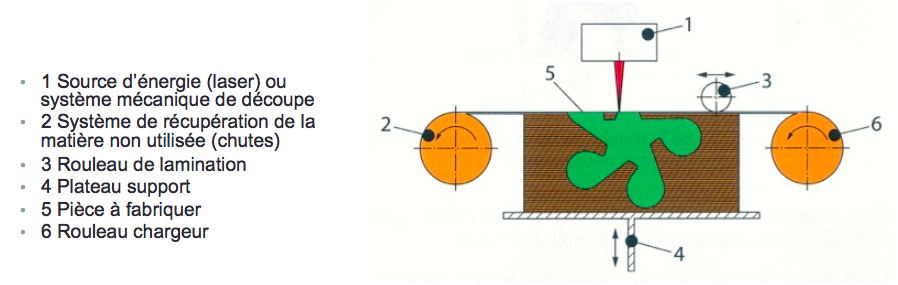 1 Source d'énergie (laser) ou
système mécanique de découpe
2 Système de récupération de la
matière non utilisée (chutes)
3 Rouleau de lamination
4 Plateau support
5 Pièce à fabriquer
6 Rouleau chargeur
1
5
3
2
6
4